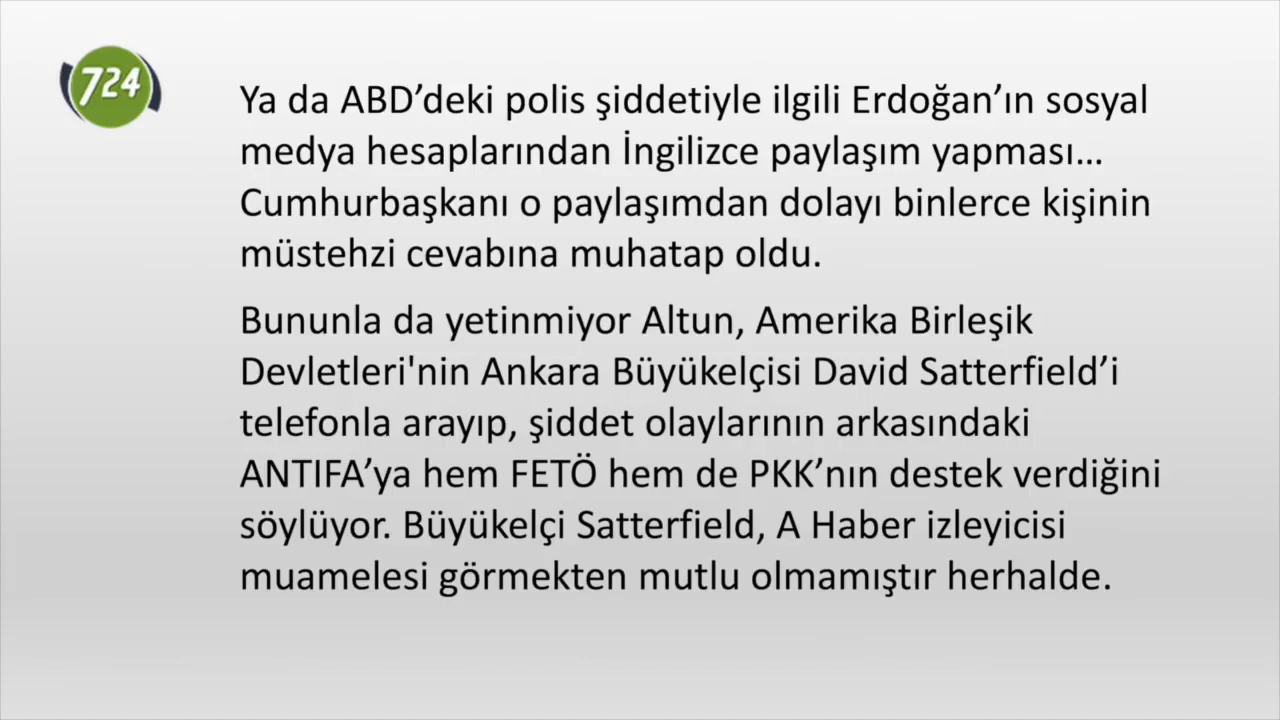 724
Ya da ABD’deki polis şiddetiyle ilgili Erdoğan’ın sosyal
medya hesaplarından İngilizce paylaşım yapması…
Cumhurbaşkanı o paylaşımdan dolayı binlerce kişinin
müstehzi cevabına muhatap oldu.
Bununla da yetinmiyor Altun, Amerika Birleşik
Devletleri'nin Ankara Büyükelçisi David Satterfield’i
telefonla arayıp, şiddet olaylarının arkasındaki
ANTIFA’ya hem FETÖ hem de PKK’nın destek verdiğini
söylüyor. Büyükelçi Satterfield, A Haber izleyicisi
muamelesi görmekten mutlu olmamıştır herhalde.